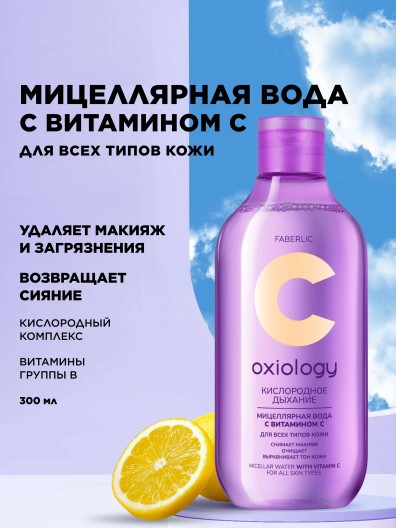 МИЦЕЛЛЯРНАЯ ВОДА
С ВИТАМИНОМ С
ДЛЯ ВСЕХ ТИПОВ КОЖИ
УДАЛЯЕТ МАКИЯЖ
И ЗАГРЯЗНЕНИЯ
ВОЗВРАЩАЕТ
СИЯНИЕ
КИСЛОРОДНЫЙ
КОМПЛЕКС
ВИТАМИНЫ
ГРУППЫ В
300 мл
FABERLIC
C
oxiology
КИСЛОРОДНОЕ
ДЫХАНИЕ
МИЦЕЛЛЯРНАЯ ВОДА
С ВИТАМИНОМ С
ДЛЯ ВСЕХ ТИПОВ КОЖИ
СНИМАЕТ МАКИЯЖ
ОЧИЩАЕТ
ВЫРАВНИВАЕТ ТОН КОЖИ
MICELLAR WATER WITH VITAMIN C
FOR ALL SKIN TYPES